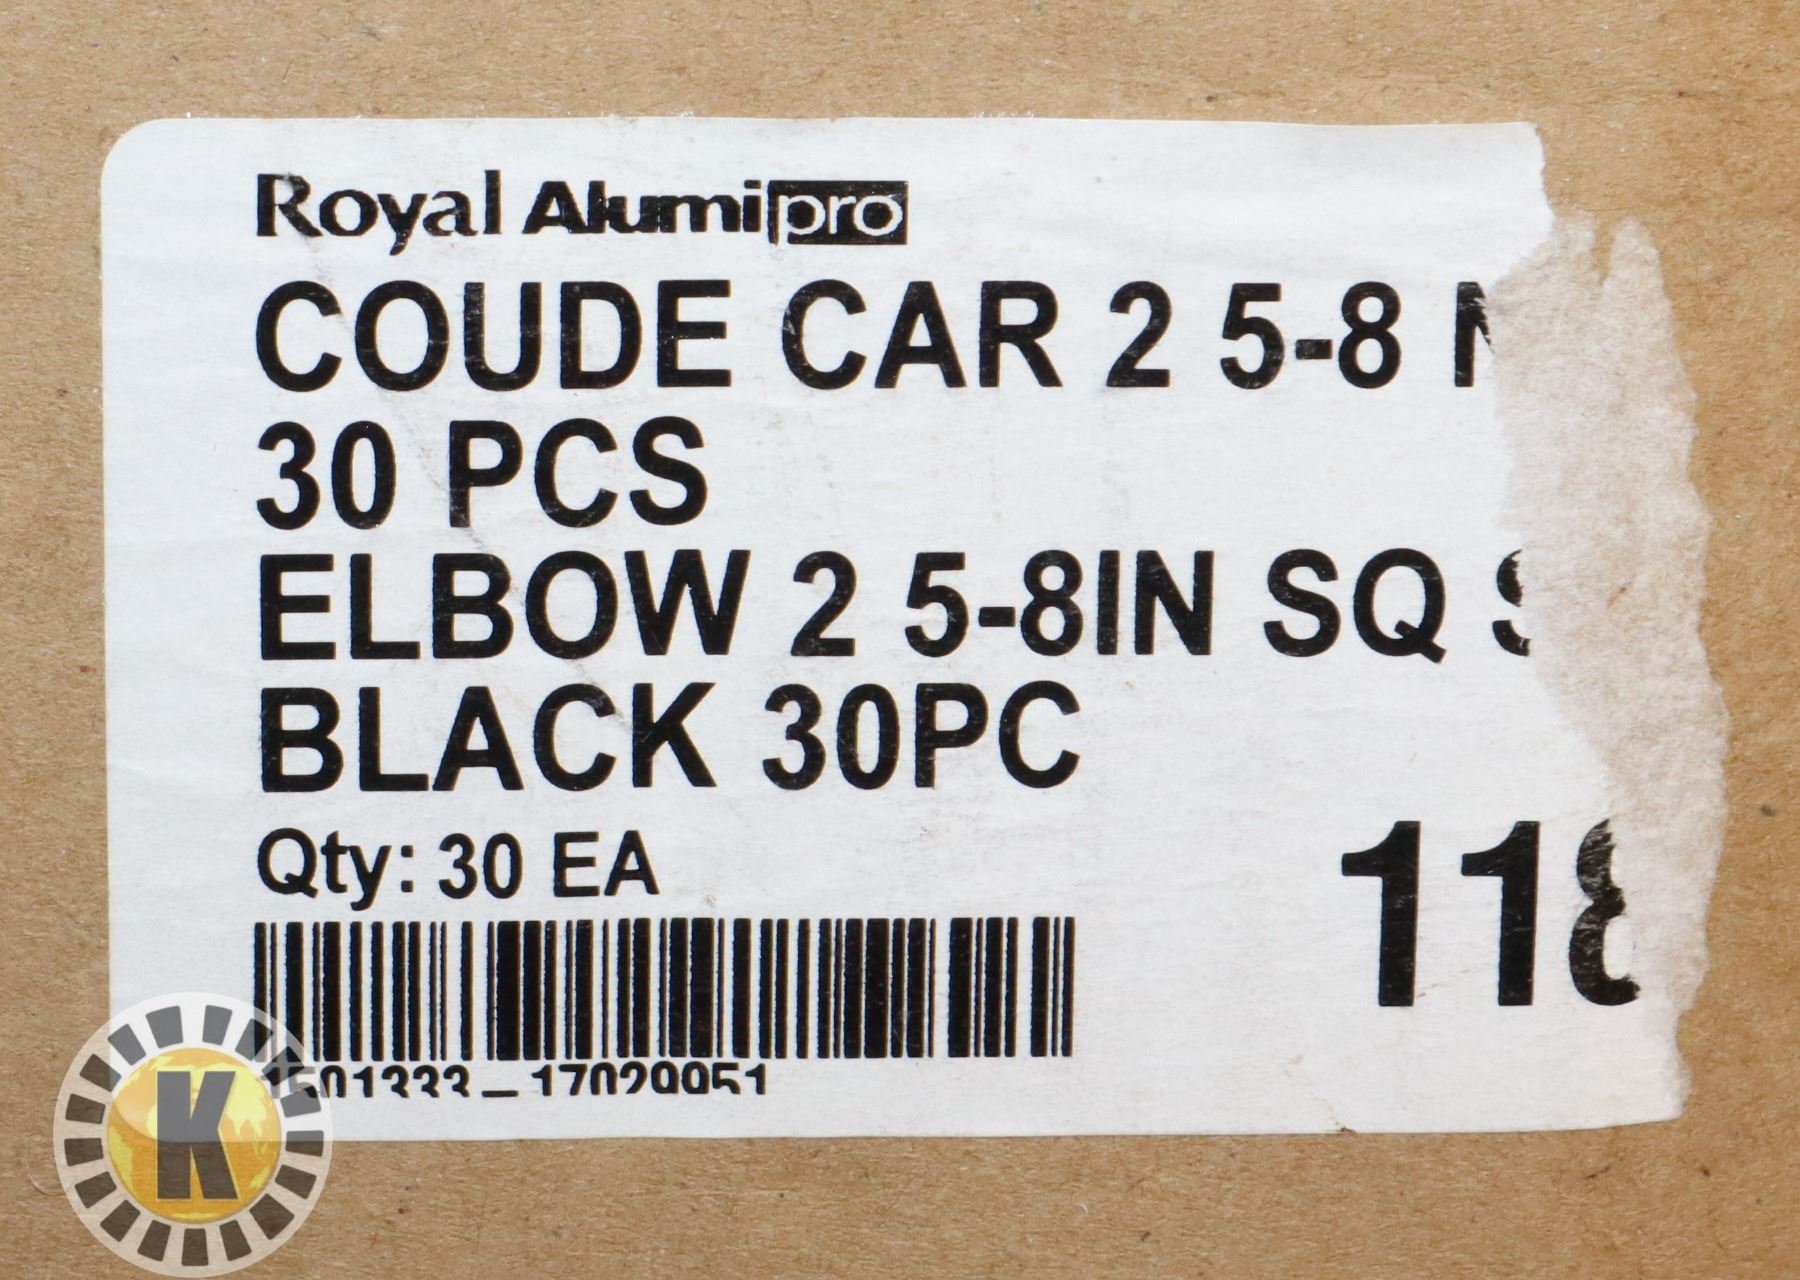 Royal Alumipro
COUDE CAR 2 5-8
30 PCS
ELBOW 2 5-8IN SQ
BLACK 30PC
Qty: 30 EA
118
K